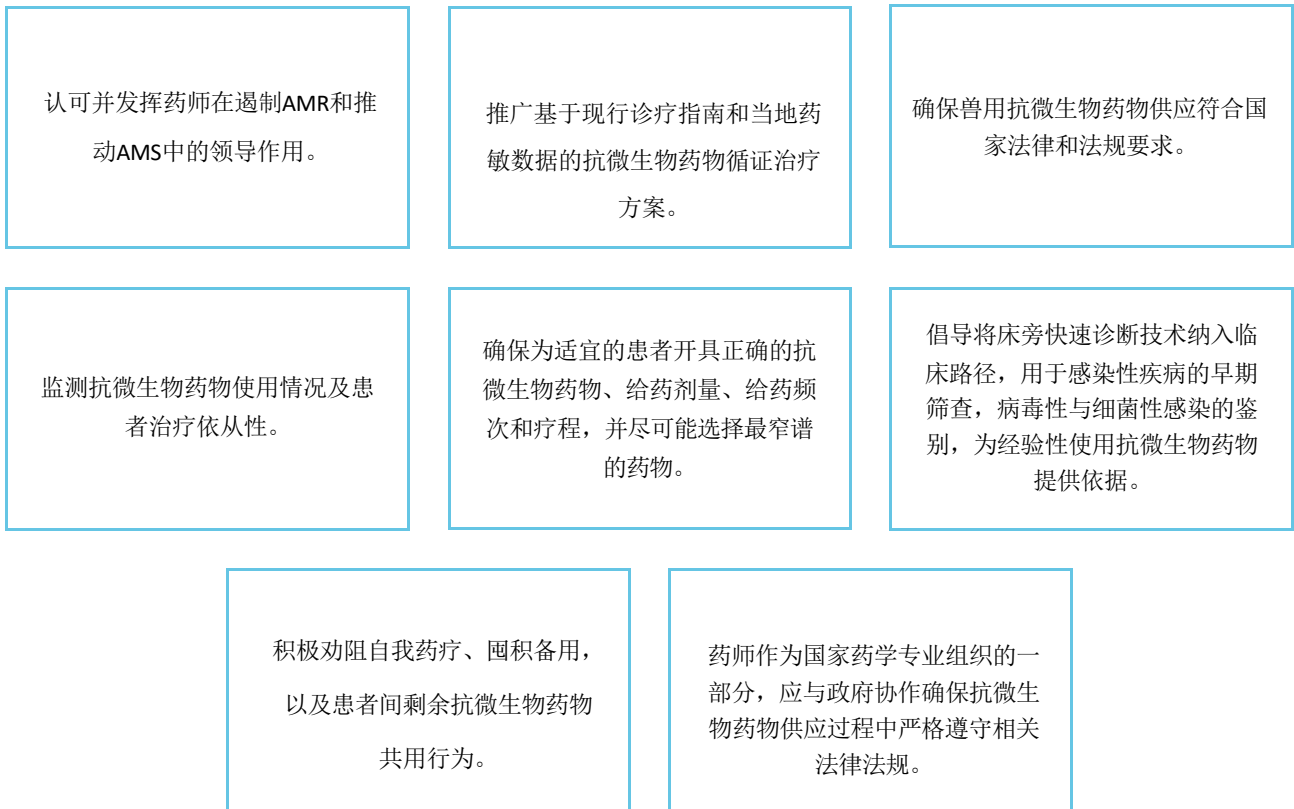 认可并发挥药师在遏制AMR和推
动AMS中的领导作用。
推广基于现行诊疗指南和当地药
敏数据的抗微生物药物循证治疗
方案。
确保兽用抗微生物药物供应符合国
家法律和法规要求。
监测抗微生物药物使用情况及患
者治疗依从性。
确保为适宜的患者开具正确的抗
微生物药物、给药剂量、给药频
次和疗程，并尽可能选择最窄谱
的药物。
倡导将床旁快速诊断技术纳入临
床路径，用于感染性疾病的早期
筛查，病毒性与细菌性感染的鉴
别，为经验性使用抗微生物药物
提供依据。
积极劝阻自我药疗、囤积备用，
以及患者间剩余抗微生物药物
共用行为。
药师作为国家药学专业组织的一
部分，应与政府协作确保抗微生
物药物供应过程中严格遵守相关
法律法规。